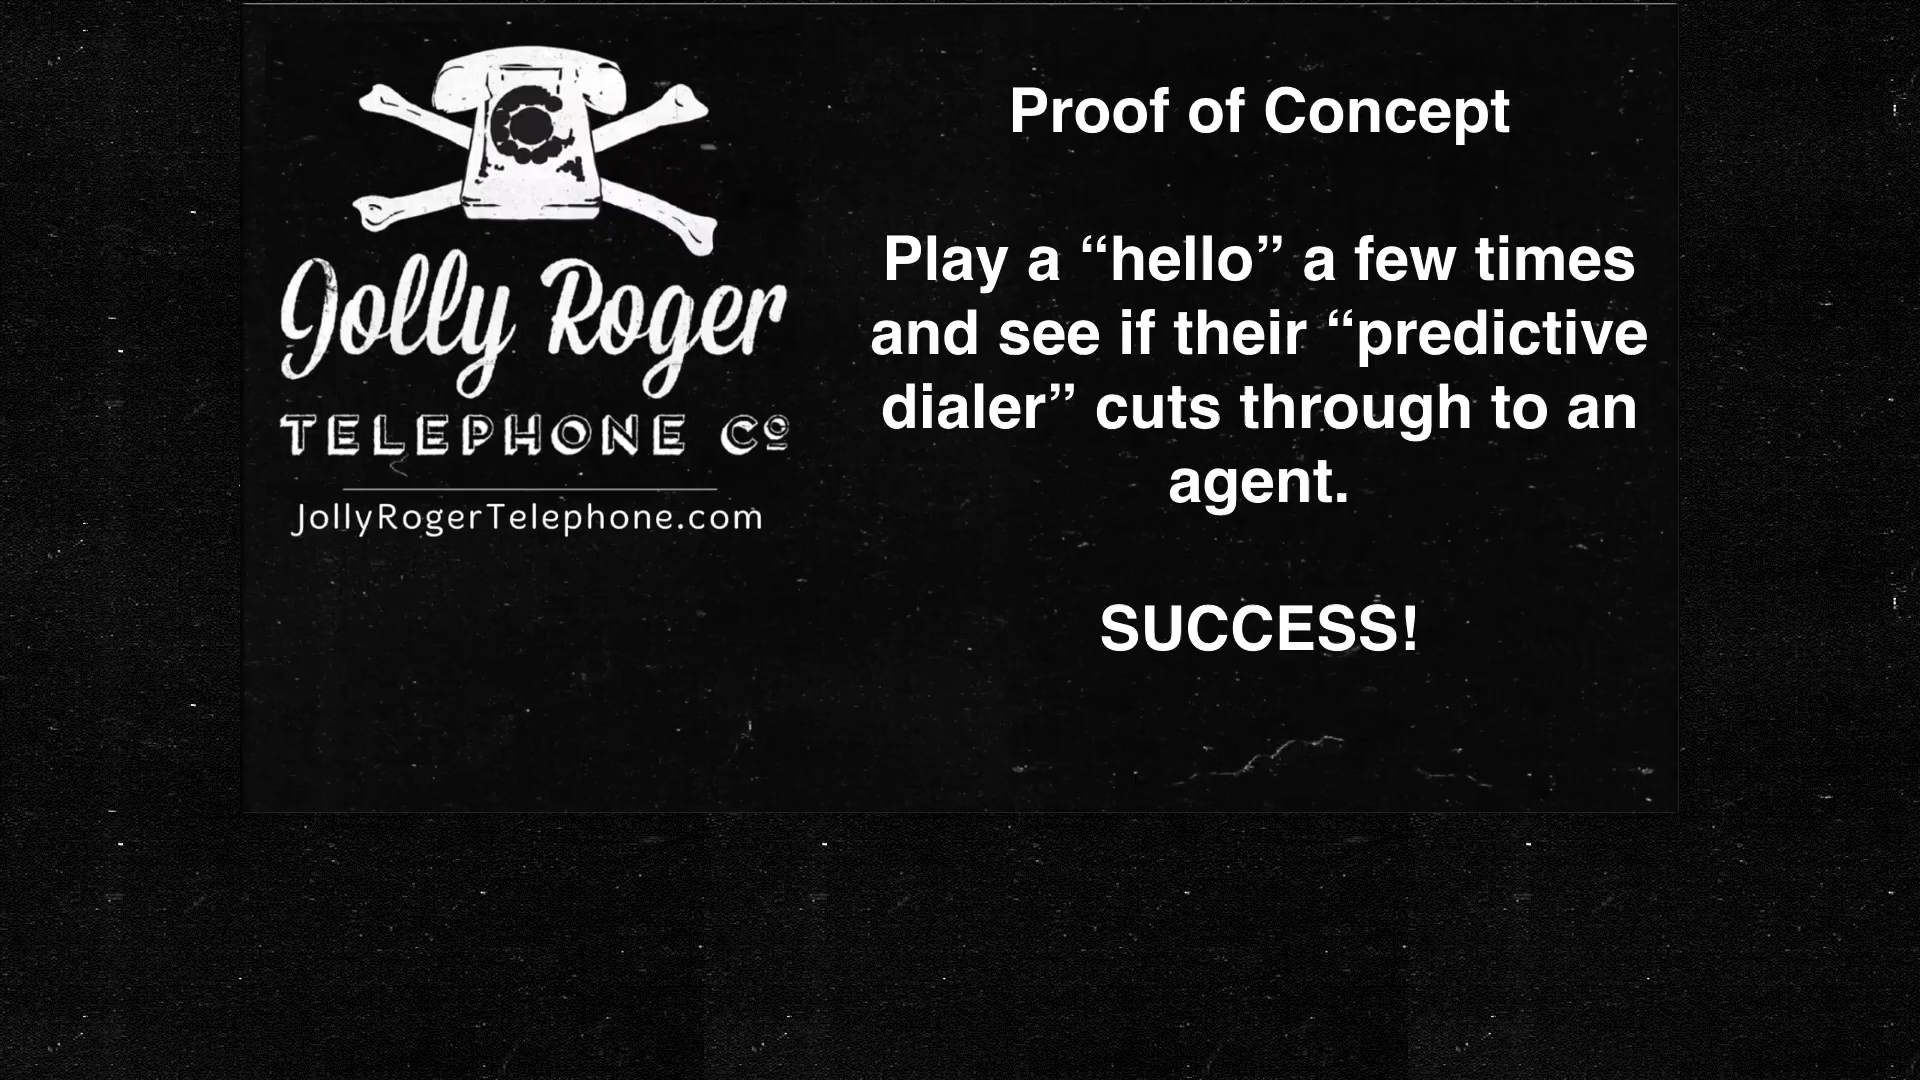 Jolly Roger
TELEPHONE Co
JollyRogerTelephone.com
Proof of Concept
Play a “hello” a few times
and see if their “predictive
dialer” cuts through to an
agent.
SUCCESS!